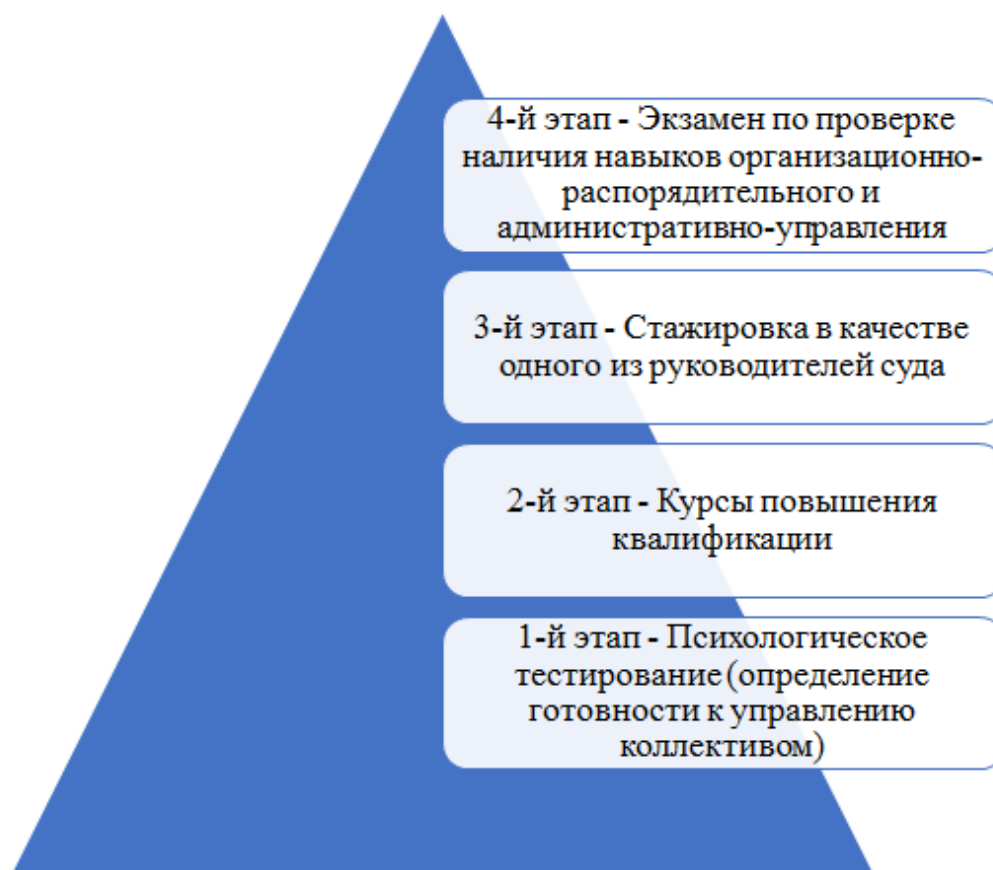 4-й этап - Экзамен по проверке
наличия навыков организационно-
распорядительного и
административно-управления
3-й этап - Стажировка в качестве
одного из руководителей суда
2-й этап - Курсы повышения
квалификации
1-й этап - Психологическое
тестирование (определение
готовности к управлению
коллективом)